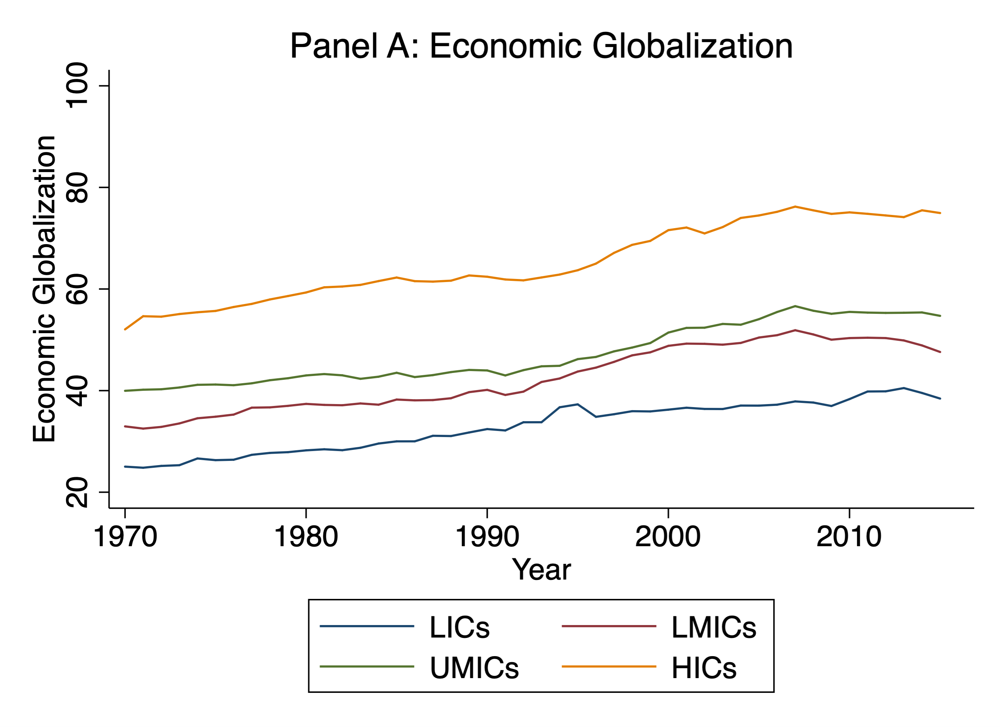 Panel A: Economic Globalization
Economic Globalization
100
80
60
40
20
1970 1980 1990 2000 2010
Year
LICs LMICs
UMICs HICs